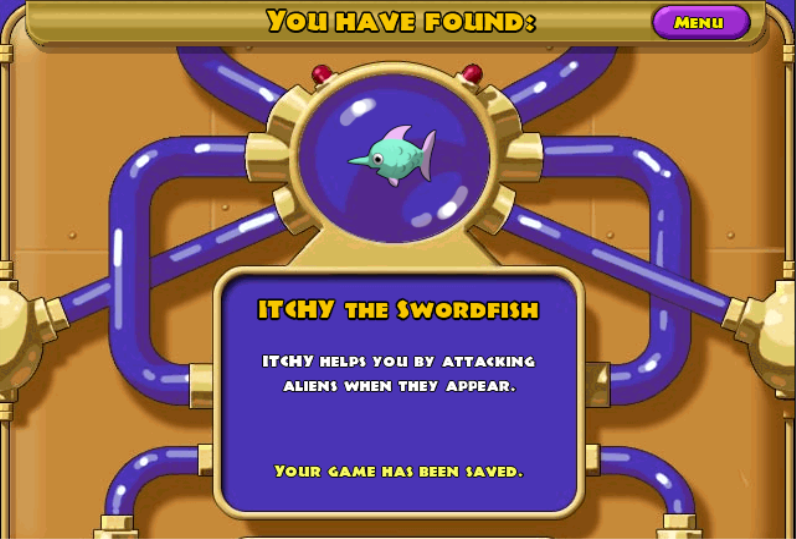 You have found:
Menu
Itchy the Swordfish
Itchy helps you by attacking
aliens when they appear.
Your game has been saved.